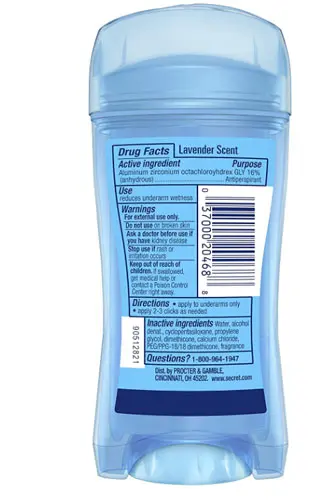 Drug Facts Lavender Scent
Active ingredient Purpose
Aluminum zirconium octachlorohydrex GLY 16%
(anhydrous) Antiperspirant
Use
reduces underarm wetness
Warnings
For external use only.
Do not use on broken skin
Ask a doctor before use if
you have kidney disease
Stop use if rash or
irritation occurs
Keep out of reach of
children. If swallowed,
get medical help or
contact a Poison Control
Center right away.
0 37000 20468 8
Directions • apply to underarms only
• apply 2-3 clicks as needed
Inactive ingredients Water, alcohol
denat., cyclopentasiloxane, propylene
glycol, dimethicone, calcium chloride,
PEG/PPG-18/18 dimethicone, fragrance
90512821
Questions? 1-800-964-1947
Dist. by PROCTER & GAMBLE,
CINCINNATI, OH 45202. www.secret.com